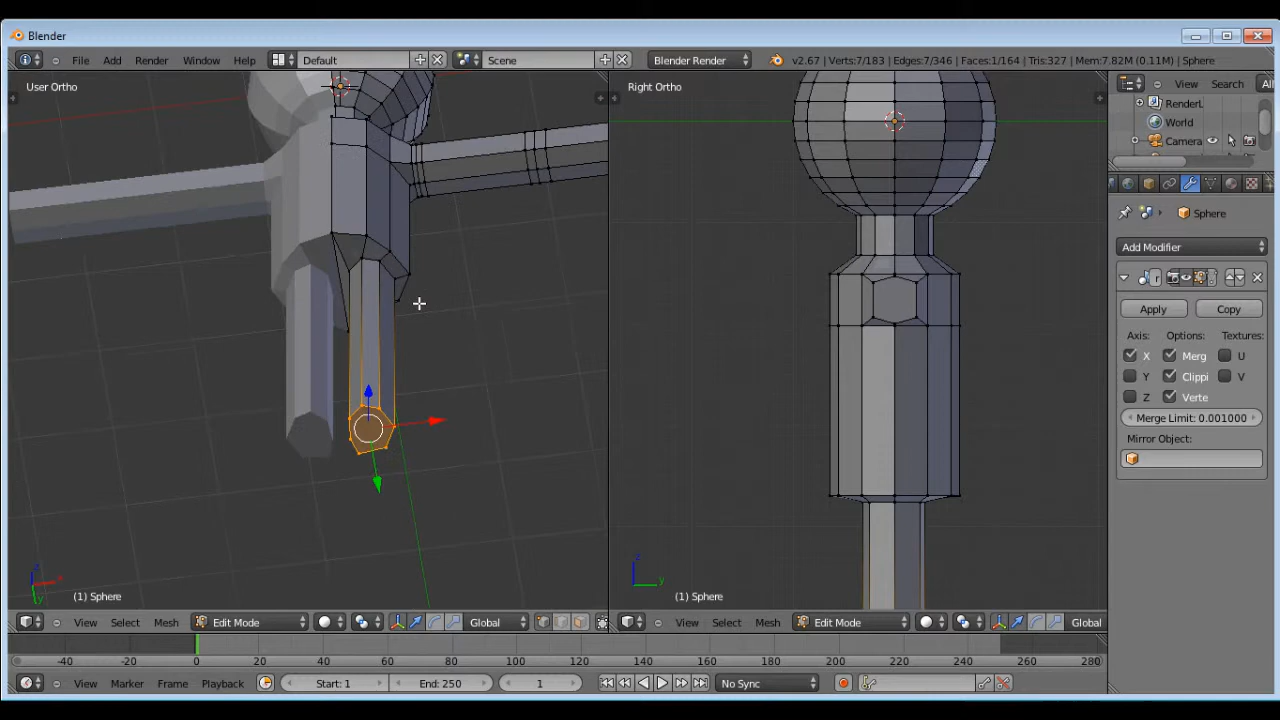 Blender
File Add Render Window Help Default Scene Blender Render v2.67 | Verts:7/183 | Edges:7/346 | Faces:1/164 | Tris:327 | Mem:7.82M (0.11M) | Sphere
User Ortho
Right Ortho
View Search All
RenderL
World
Camera
Sphere
Add Modifier
Apply Copy
Axis: Options: Textures:
X Merg U
Y Clippi V
Z Verte
Merge Limit: 0.001000
Mirror Object:
(1) Sphere
(1) Sphere
View Select Mesh Edit Mode Global
View Select Mesh Edit Mode Global
-40 -20 0 20 40 60 80 100 120 140 160 180 200 220 240 260 280
View Marker Frame Playback Start: 1 End: 250 1 No Sync